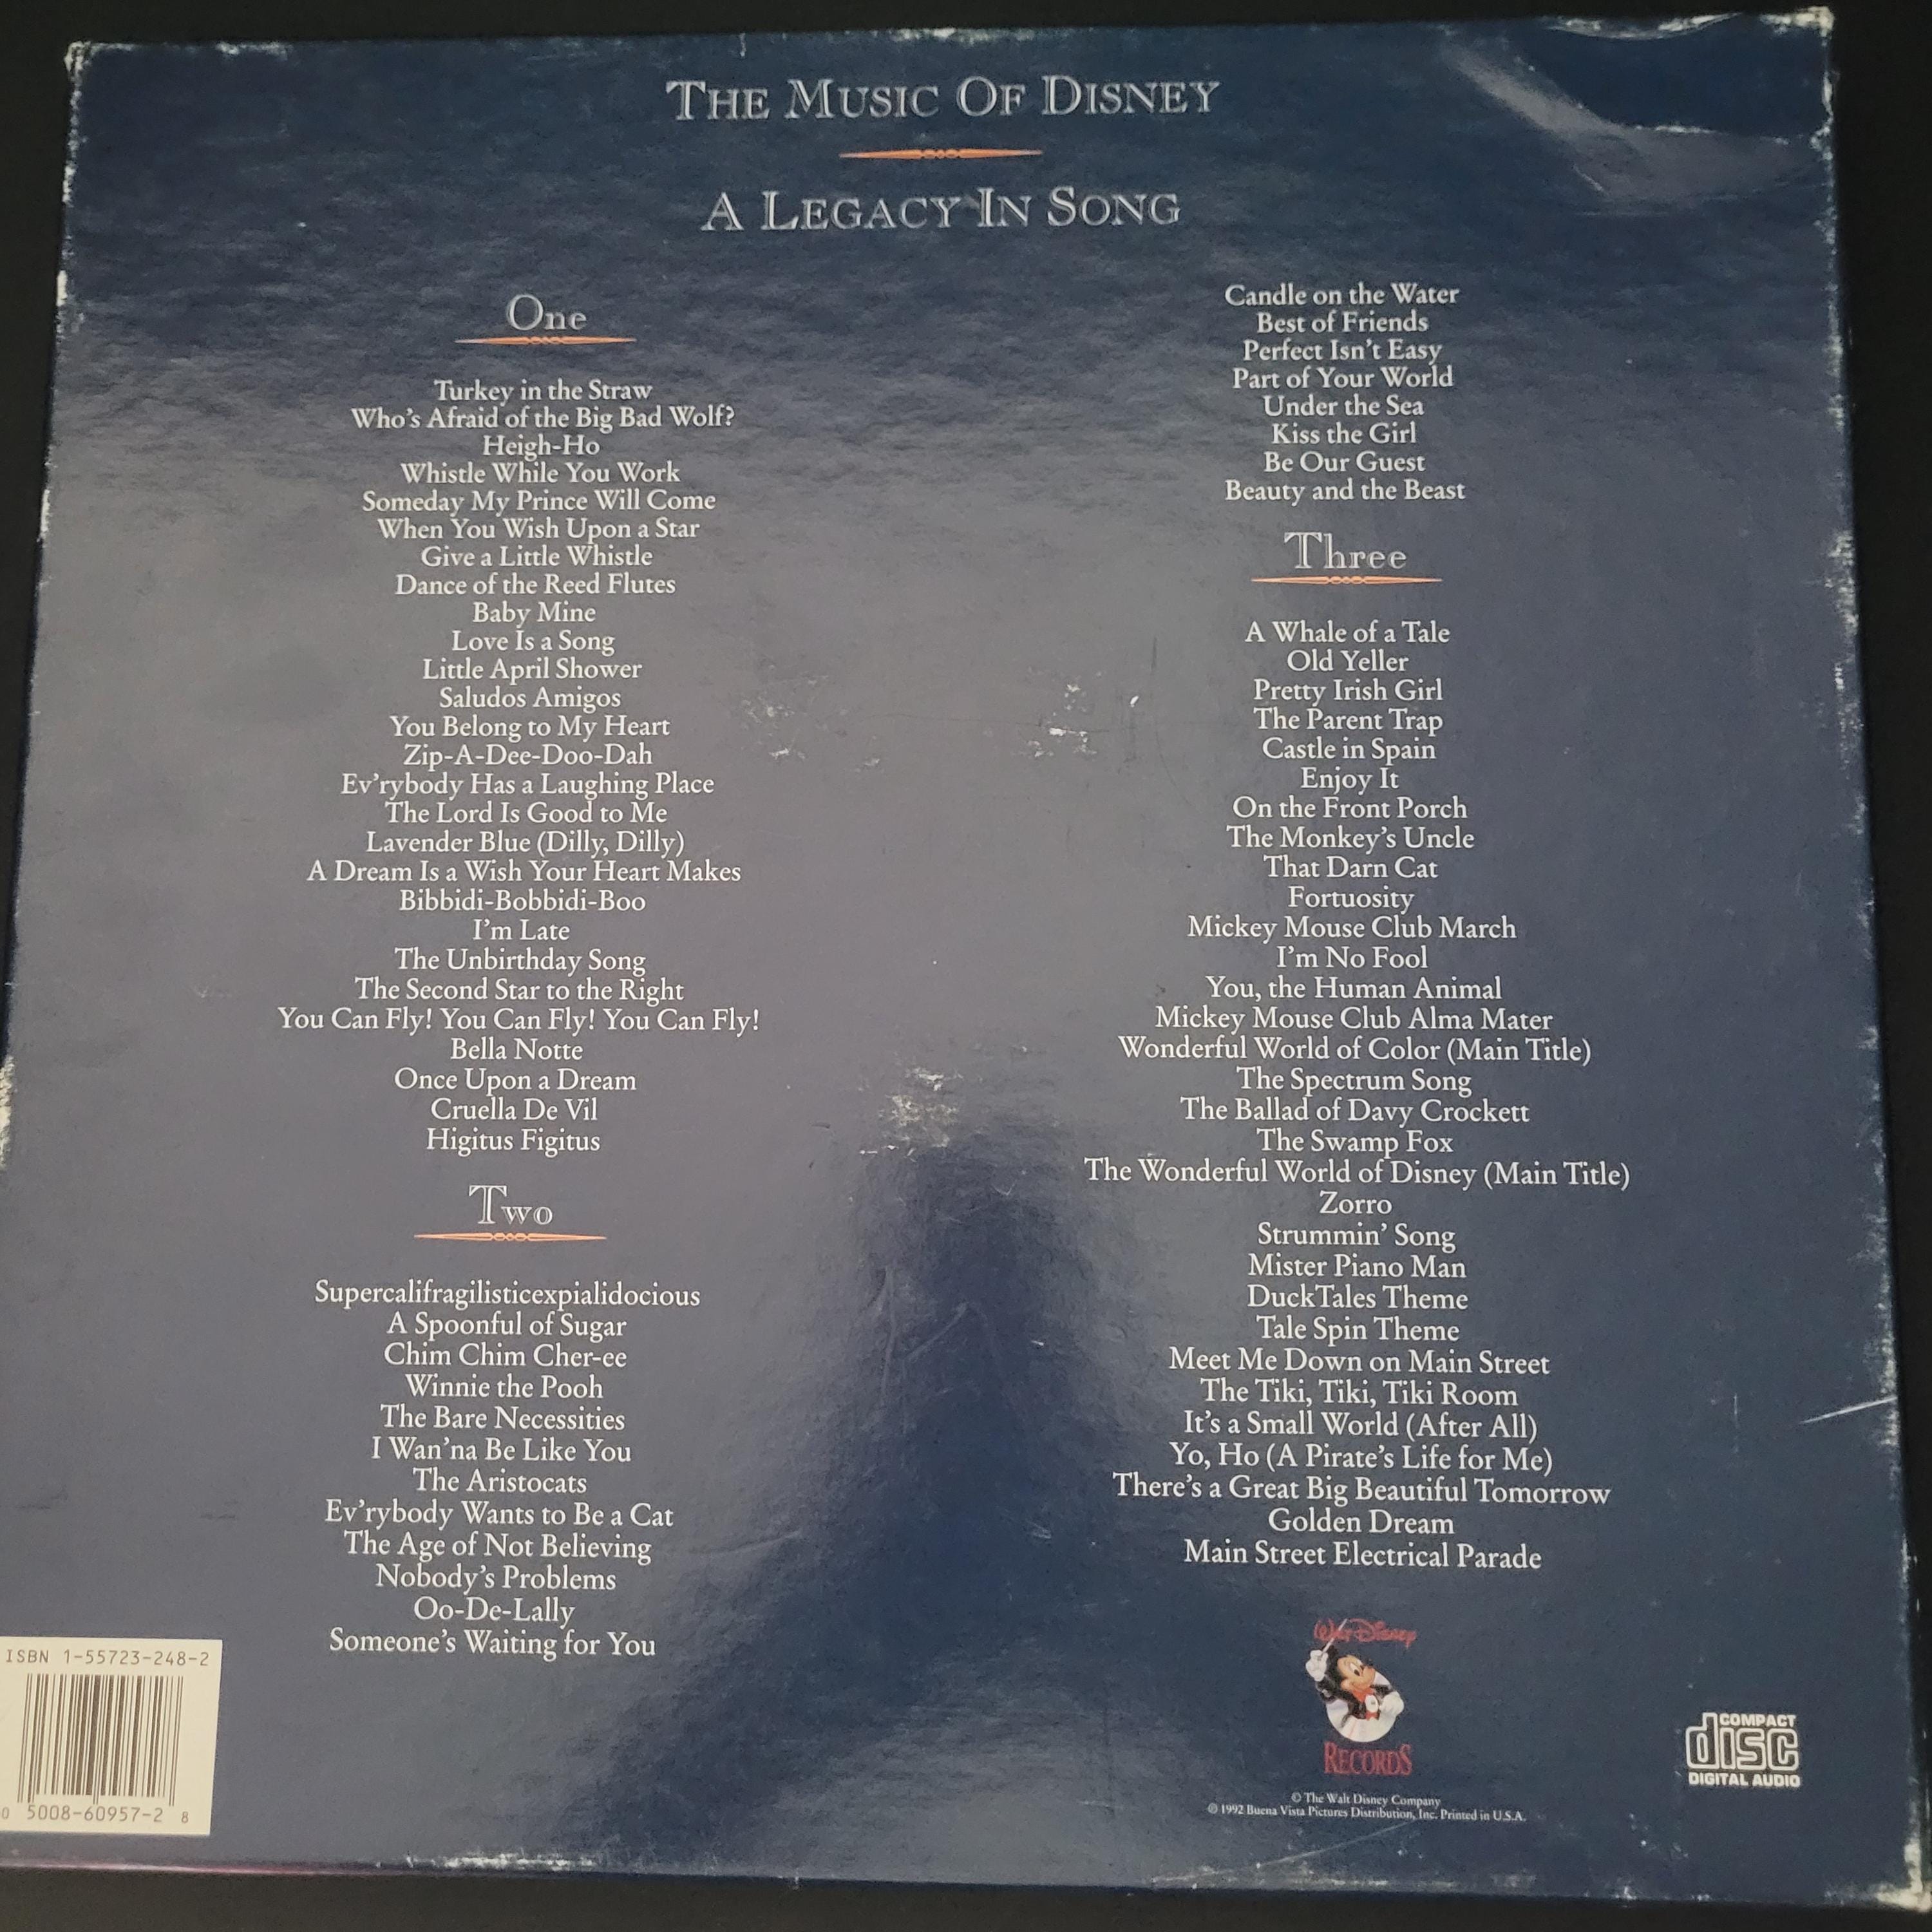 THE MUSIC OF DISNEY
A LEGACY IN SONG
One
Turkey in the Straw
Who's Afraid of the Big Bad Wolf?
Heigh-Ho
Whistle While You Work
Someday My Prince Will Come
When You Wish Upon a Star
Give a Little Whistle
Dance of the Reed Flutes
Baby Mine
Love Is a Song
Little April Shower
Saludos Amigos
You Belong to My Heart
Zip-A-Dee-Doo-Dah
Ev'rybody Has a Laughing Place
The Lord Is Good to Me
Lavender Blue (Dilly, Dilly)
A Dream Is a Wish Your Heart Makes
Bibbidi-Bobbidi-Boo
I'm Late
The Unbirthday Song
The Second Star to the Right
You Can Fly! You Can Fly! You Can Fly!
Bella Notte
Once Upon a Dream
Cruella De Vil
Higitus Figitus
Two
Supercalifragilisticexpialidocious
A Spoonful of Sugar
Chim Chim Cher-ee
Winnie the Pooh
The Bare Necessities
I Wan'na Be Like You
The Aristocats
Ev'rybody Wants to Be a Cat
The Age of Not Believing
Nobody's Problems
Oo-De-Lally
Someone's Waiting for You
Candle on the Water
Best of Friends
Perfect Isn't Easy
Part of Your World
Under the Sea
Kiss the Girl
Be Our Guest
Beauty and the Beast
Three
A Whale of a Tale
Old Yeller
Pretty Irish Girl
The Parent Trap
Castle in Spain
Enjoy It
On the Front Porch
The Monkey's Uncle
That Darn Cat
Fortuosity
Mickey Mouse Club March
I'm No Fool
You, the Human Animal
Mickey Mouse Club Alma Mater
Wonderful World of Color (Main Title)
The Spectrum Song
The Ballad of Davy Crockett
The Swamp Fox
The Wonderful World of Disney (Main Title)
Zorro
Strummin' Song
Mister Piano Man
DuckTales Theme
Tale Spin Theme
Meet Me Down on Main Street
The Tiki, Tiki, Tiki Room
It's a Small World (After All)
Yo, Ho (A Pirate's Life for Me)
There's a Great Big Beautiful Tomorrow
Golden Dream
Main Street Electrical Parade
ISBN 1-55723-248-2
0 5008-60957-2 8
Walt Disney
RECORDS
© The Walt Disney Company
℗ 1992 Buena Vista Pictures Distribution, Inc. Printed in U.S.A.
COMPACT
disc
DIGITAL AUDIO